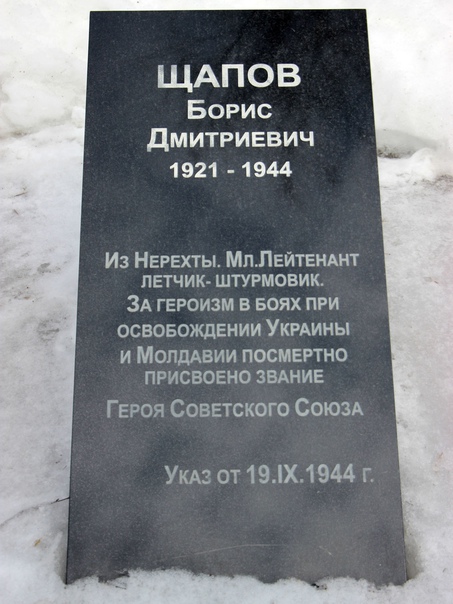 ЩАПОВ
БОРИС
ДМИТРИЕВИЧ
1921 - 1944
ИЗ НЕРЕХТЫ. МЛ.ЛЕЙТЕНАНТ
ЛЕТЧИК- ШТУРМОВИК.
ЗА ГЕРОИЗМ В БОЯХ ПРИ
ОСВОБОЖДЕНИИ УКРАИНЫ
И МОЛДАВИИ ПОСМЕРТНО
ПРИСВОЕНО ЗВАНИЕ
ГЕРОЯ СОВЕТСКОГО СОЮЗА
УКАЗ ОТ 19.IX.1944 Г.